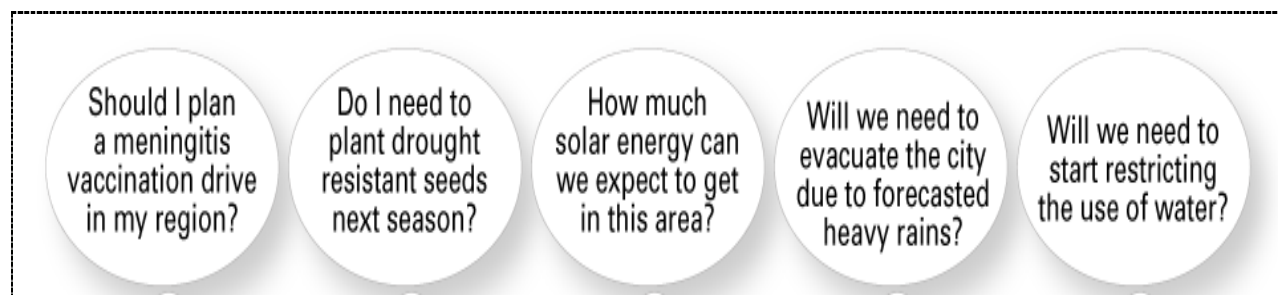 Should I plan
a meningitis
vaccination drive
in my region?
Do I need to
plant drought
resistant seeds
next season?
How much
solar energy can
we expect to get
in this area?
Will we need to
evacuate the city
due to forecasted
heavy rains?
Will we need to
start restricting
the use of water?